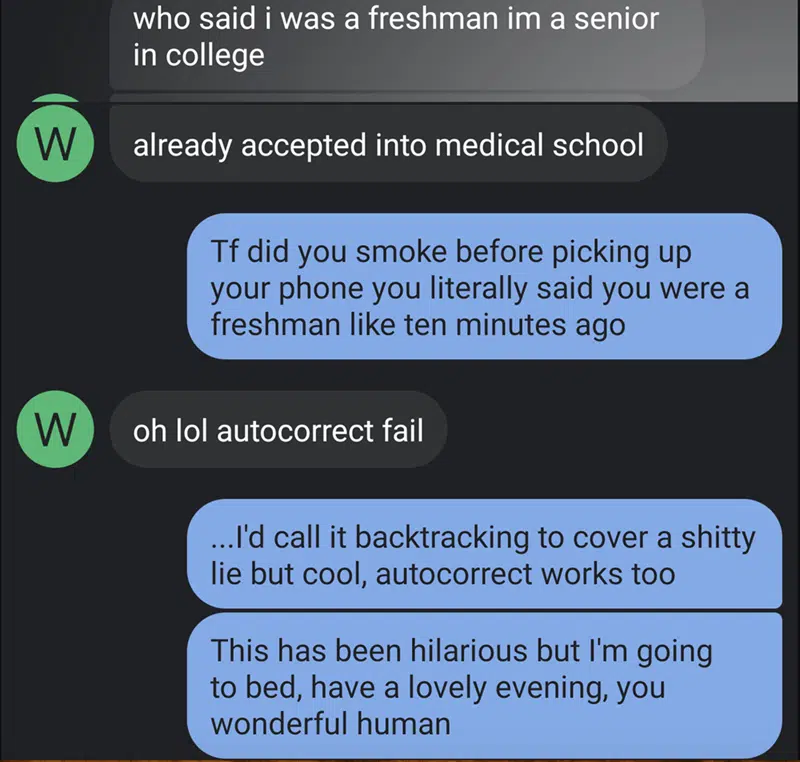 who said i was a freshman im a senior
in college
W
already accepted into medical school
Tf did you smoke before picking up
your phone you literally said you were a
freshman like ten minutes ago
W
oh lol autocorrect fail
...I'd call it backtracking to cover a shitty
lie but cool, autocorrect works too
This has been hilarious but I'm going
to bed, have a lovely evening, you
wonderful human